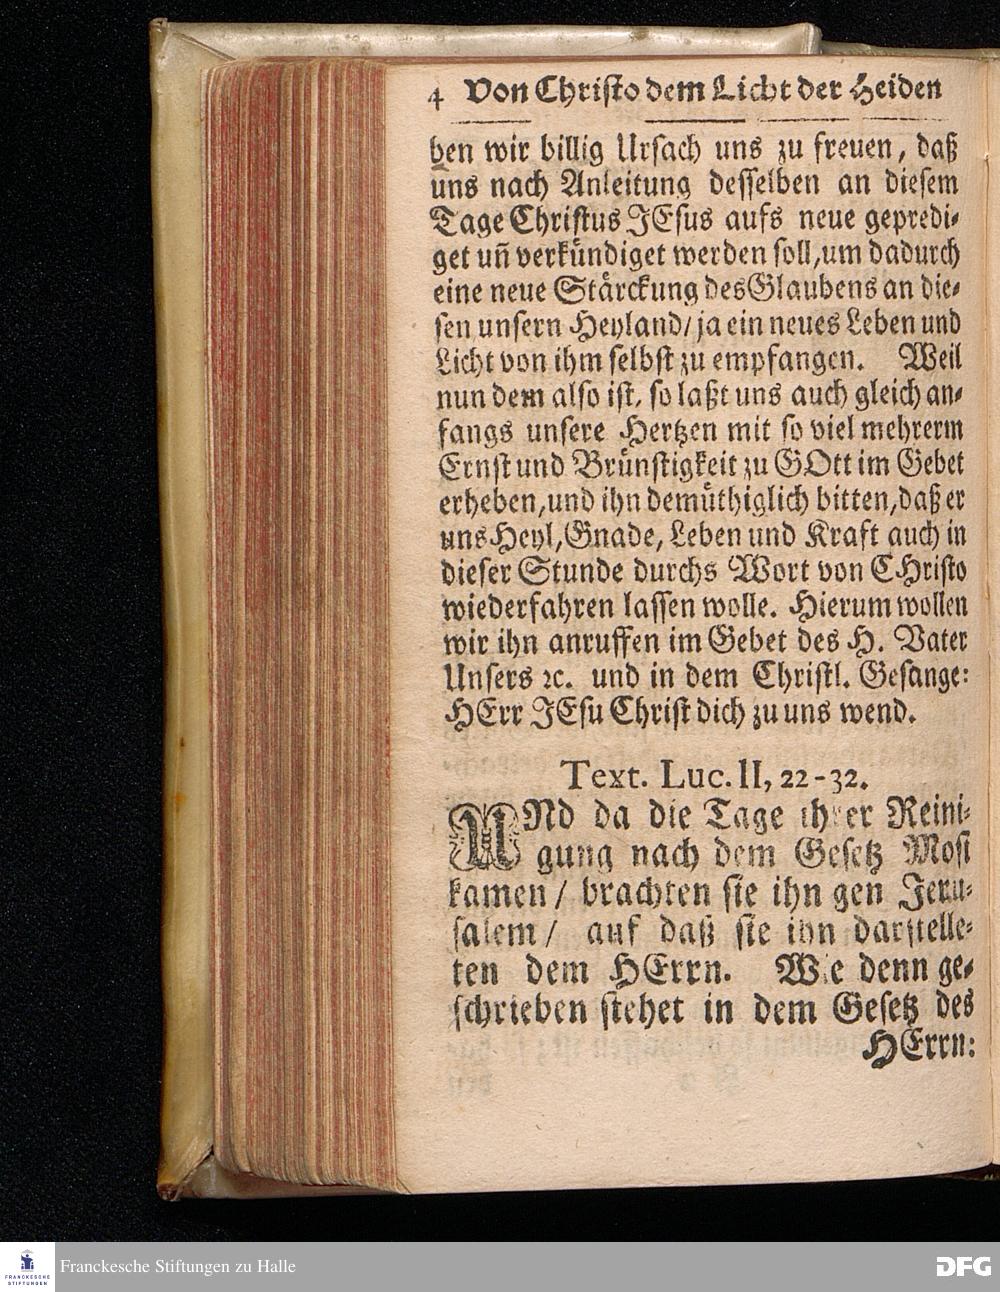 4 Von Christo dem Licht der Heiden
ben wir billig Ursach uns zu freuen, daß
uns nach Anleitung desselben an diesem
Tage Christus JEsus aufs neue gepredi-
get uñ verkündiget werden soll, um dadurch
eine neue Stärckung des Glaubens an die-
sen unsern Heyland/ ja ein neues Leben und
Licht von ihm selbst zu empfangen. Weil
nun dem also ist, so laßt uns auch gleich an-
fangs unsere Hertzen mit so viel mehrerm
Ernst und Brünstigkeit zu GOtt im Gebet
erheben, und ihn demüthiglich bitten, daß er
uns Heyl, Gnade, Leben und Kraft auch in
dieser Stunde durchs Wort von CHristo
wiederfahren lassen wolle. Hierum wollen
wir ihn anruffen im Gebet des H. Vater
Unsers ꝛc. und in dem Christl. Gesange:
HErr JEsu Christ dich zu uns wend.
Text. Luc. II, 22-32.
UNd da die Tage ihrer Reini-
gung nach dem Gesetz Mosi
kamen / brachten sie ihn gen Jeru-
salem / auf daß sie ihn darstelle-
ten dem HErrn. Wie denn ge-
schrieben stehet in dem Gesetz des
HErrn:
FRANCKESCHE
STIFTUNGEN
Franckesche Stiftungen zu Halle
DFG